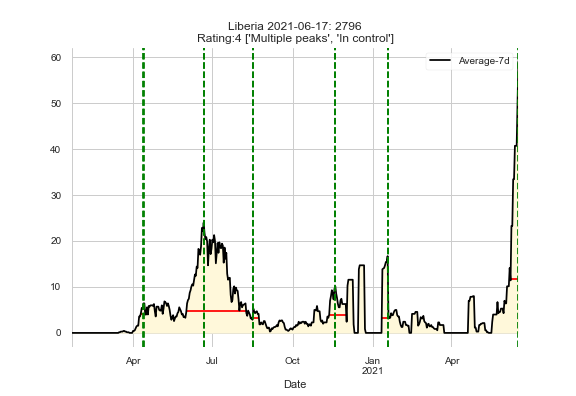 Liberia 2021-06-17: 2796
Rating:4 ['Multiple peaks', 'In control']
Average-7d
60
50
40
30
20
10
0
Apr
Jul
Oct
Jan
2021
Apr
Date